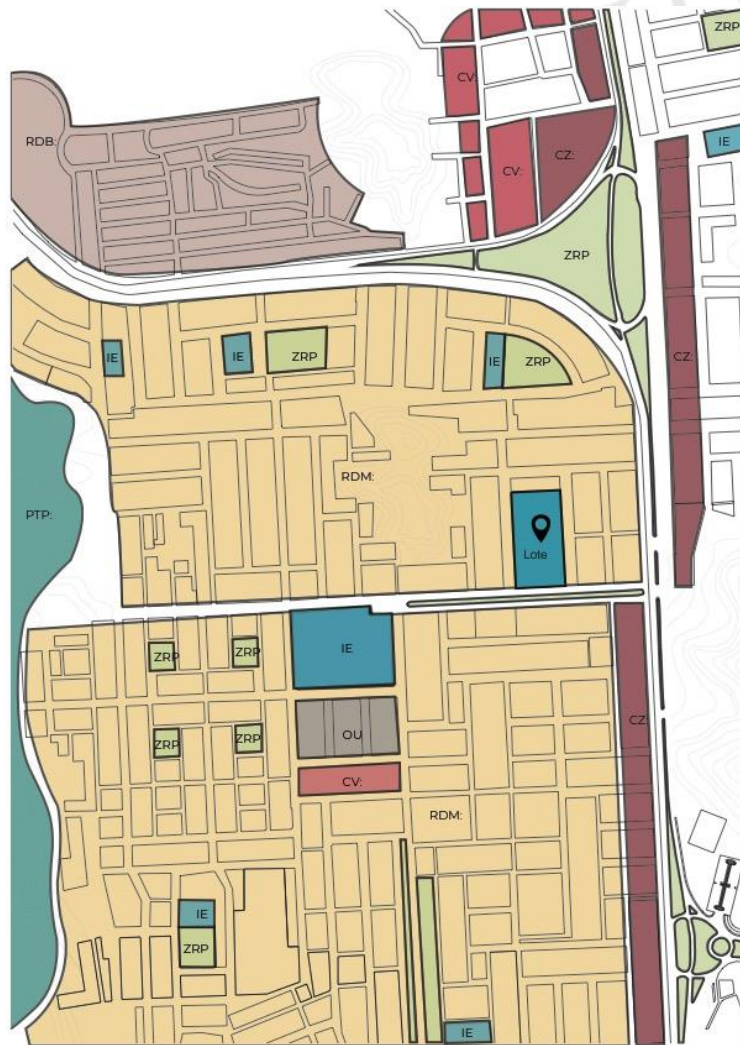 ZRP
CV:
RDB:
IE
CV:
CZ:
ZRP
IE
IE
ZRP
IE
ZRP
CZ:
RDM:
PTP:
Lote
ZRP
ZRP
IE
ZRP
ZRP
OU
CZ:
CV:
RDM:
IE
ZRP
IE